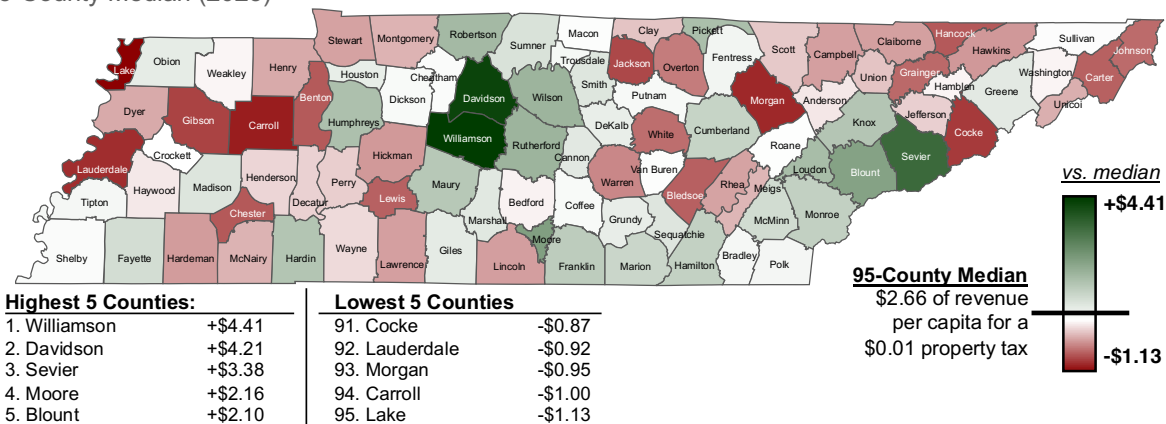 Stewart
Montgomery
Robertson
Sumner
Macon
Clay
Pickett
Scott
Campbell
Claiborne
Hancock
Hawkins
Sullivan
Johnson
Lake
Obion
Weakley
Henry
Houston
Cheatham
Trousdale
Jackson
Overton
Fentress
Union
Grainger
Hamblen
Washington
Carter
Unicoi
Greene
Dyer
Gibson
Carroll
Benton
Humphreys
Dickson
Davidson
Wilson
Smith
Putnam
Morgan
Anderson
Knox
Jefferson
Cocke
Sevier
Lauderdale
Crockett
Haywood
Madison
Henderson
Decatur
Perry
Hickman
Williamson
Rutherford
Cannon
DeKalb
White
Cumberland
Roane
Loudon
Blount
Tipton
Chester
Lewis
Maury
Marshall
Bedford
Coffee
Warren
Van Buren
Bledsoe
Rhea
Meigs
McMinn
Monroe
Shelby
Fayette
Hardeman
McNairy
Hardin
Wayne
Lawrence
Giles
Lincoln
Moore
Franklin
Grundy
Marion
Sequatchie
Hamilton
Bradley
Polk
vs. median
+$4.41
-$1.13
95-County Median
$2.66 of revenue
per capita for a
$0.01 property tax
Highest 5 Counties:
1. Williamson +$4.41
2. Davidson +$4.21
3. Sevier +$3.38
4. Moore +$2.16
5. Blount +$2.10
Lowest 5 Counties
91. Cocke -$0.87
92. Lauderdale -$0.92
93. Morgan -$0.95
94. Carroll -$1.00
95. Lake -$1.13